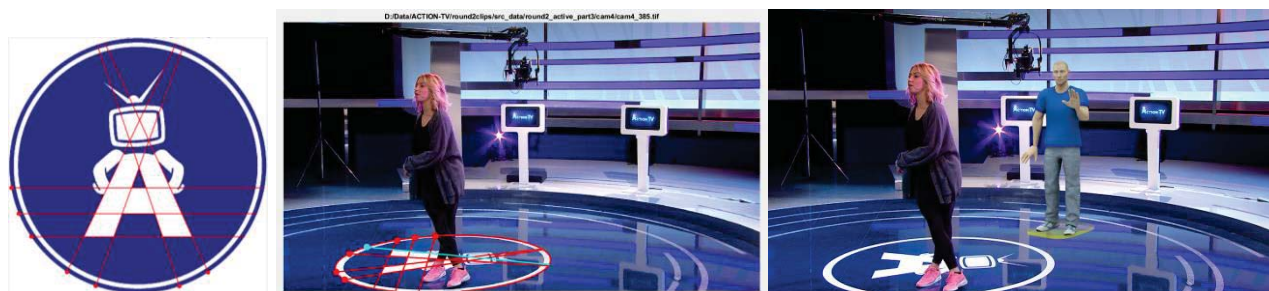 D:/Data/ACTION-TV/round2clips/src_data/round2_active_part3/cam4/cam4_385.tif
ACTION TV
ACTION TV
ACTION TV
ACTION TV